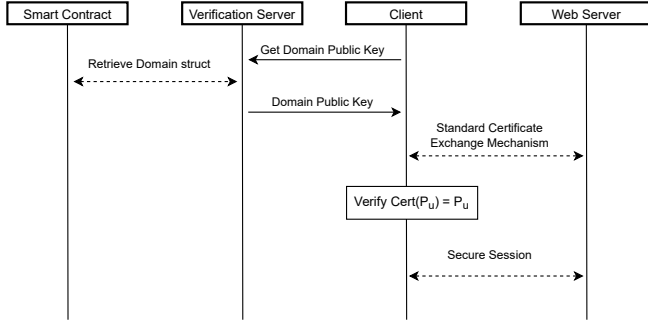 Smart Contract
Verification Server
Client
Web Server
Get Domain Public Key
Retrieve Domain struct
Domain Public Key
Standard Certificate
Exchange Mechanism
Verify Cert(Pu) = Pu
Secure Session